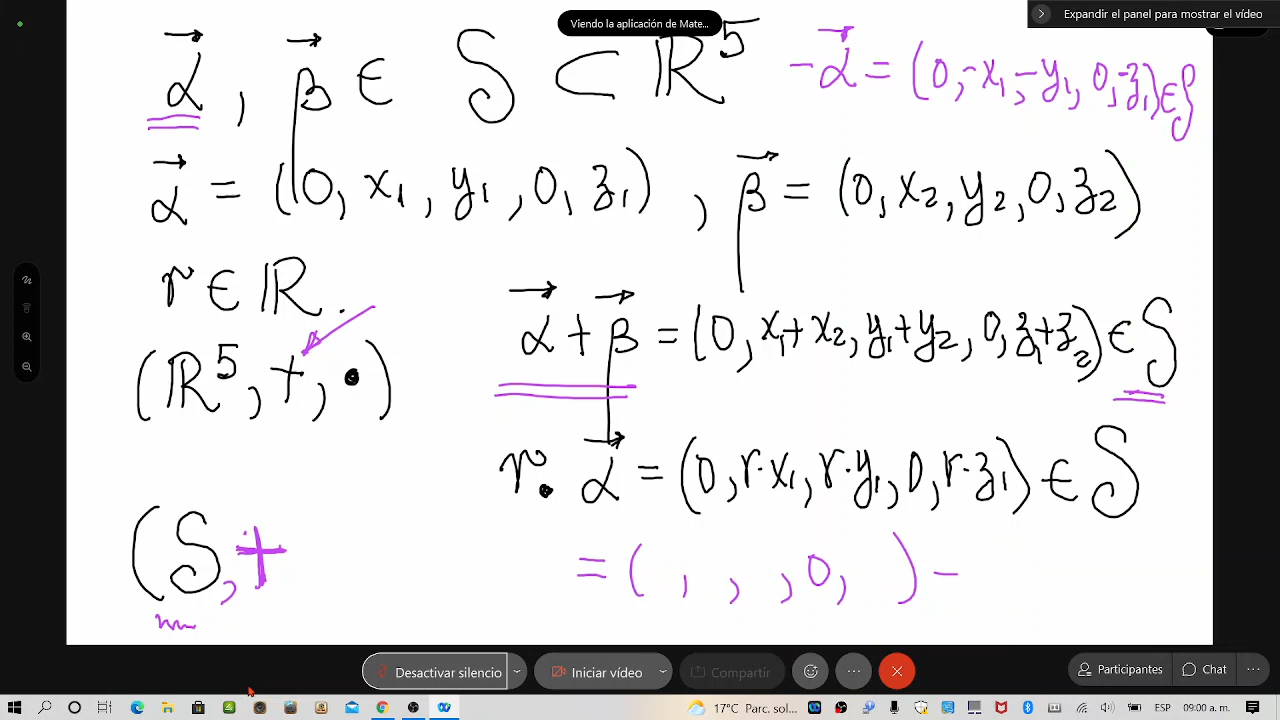 Viendo la aplicación de Mate...
Expandir el panel para mostrar el vídeo
α⃗, β⃗ ∈ S ⊂ ℝ⁵
-α⃗ = (0, -x₁, -y₁, 0, -z₁) ∈ S
α⃗ = (0, x₁, y₁, 0, z₁), β⃗ = (0, x₂, y₂, 0, z₂)
r ∈ ℝ.
α⃗ + β⃗ = (0, x₁+x₂, y₁+y₂, 0, z₁+z₂) ∈ S
(ℝ⁵, +, •)
r • α⃗ = (0, r·x₁, r·y₁, 0, r·z₁) ∈ S
(S, +
= ( , , , 0, ) -
Desactivar silencio
Iniciar vídeo
Compartir
Participantes
Chat
17°C Parc. sol...
ESP
09:00 a. m.